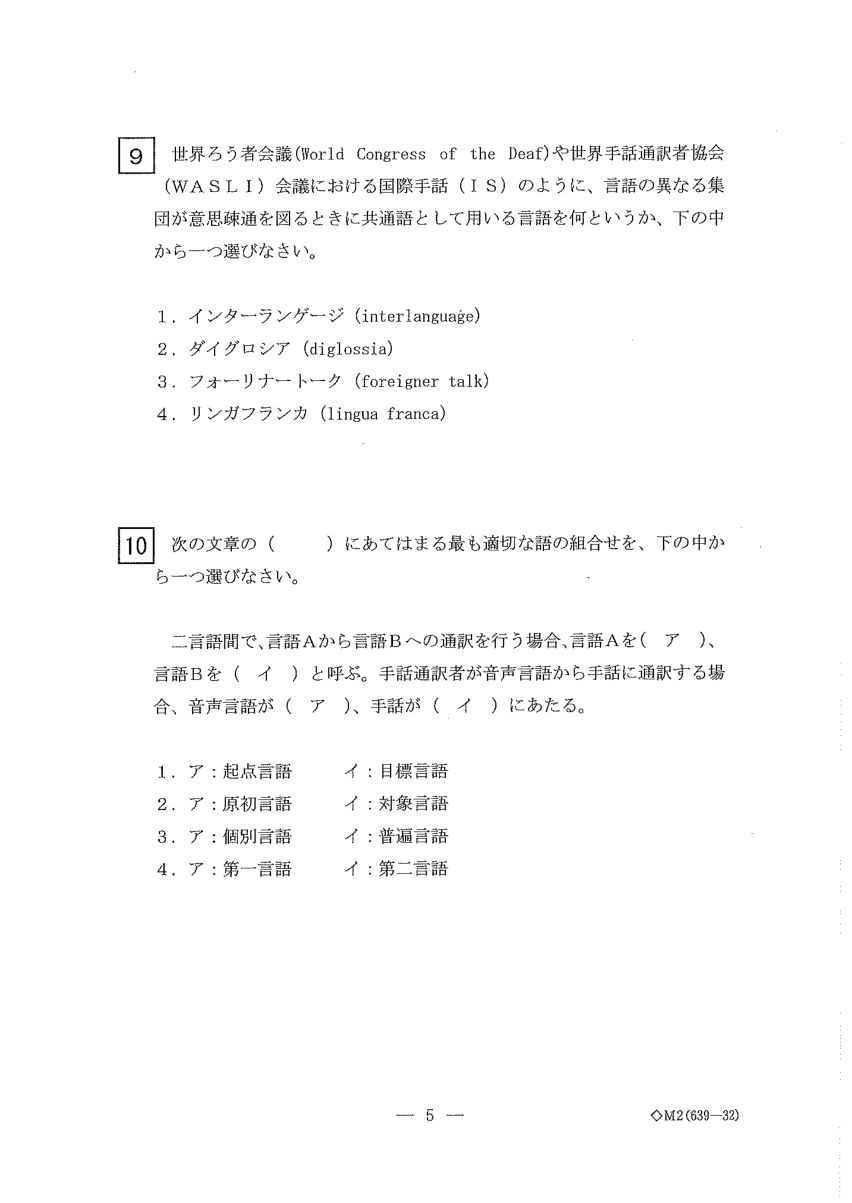 9 世界ろう者会議(World Congress of the Deaf)や世界手話通訳者協会
（ＷＡＳＬＩ）会議における国際手話（ＩＳ）のように、言語の異なる集
団が意思疎通を図るときに共通語として用いる言語を何というか、下の中
から一つ選びなさい。
１．インターランゲージ (interlanguage)
２．ダイグロシア (diglossia)
３．フォーリナートーク (foreigner talk)
４．リンガフランカ (lingua franca)
10 次の文章の（　　　）にあてはまる最も適切な語の組合せを、下の中か
ら一つ選びなさい。
二言語間で、言語Ａから言語Ｂへの通訳を行う場合、言語Ａを（　ア　）、
言語Ｂを（　イ　）と呼ぶ。手話通訳者が音声言語から手話に通訳する場
合、音声言語が（　ア　）、手話が（　イ　）にあたる。
１．ア：起点言語　　　イ：目標言語
２．ア：原初言語　　　イ：対象言語
３．ア：個別言語　　　イ：普遍言語
４．ア：第一言語　　　イ：第二言語
― 5 ―　◇M2(639―32)